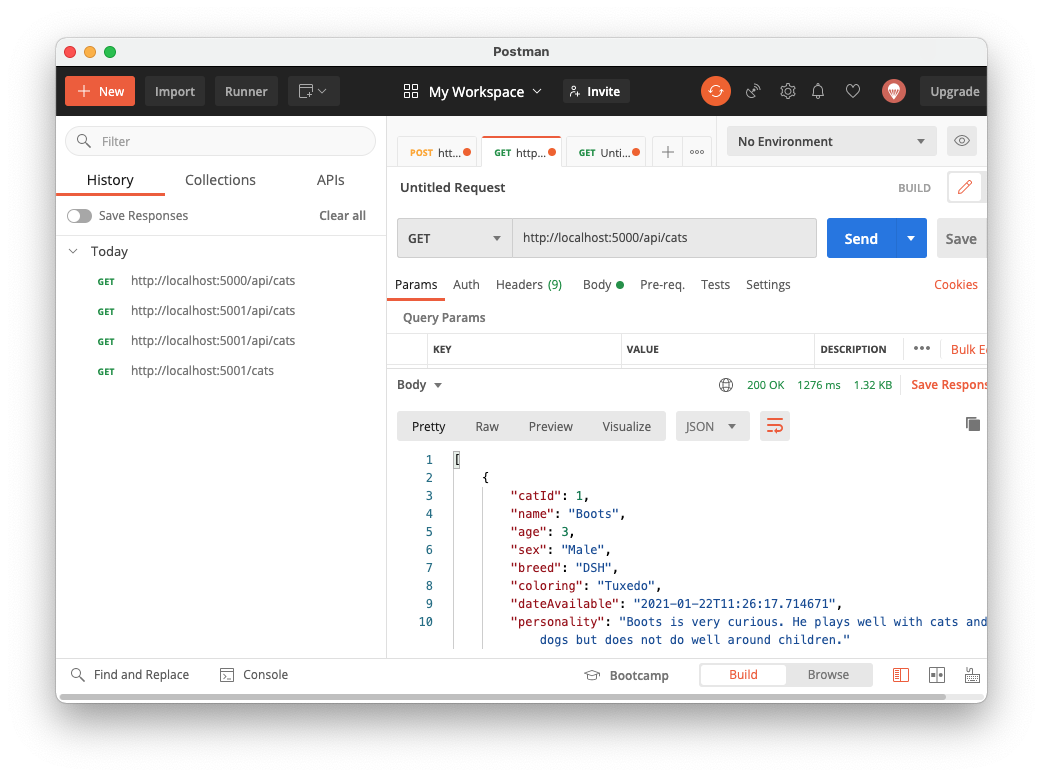 Postman
New Import Runner My Workspace Invite Upgrade
Filter
History Collections APIs
Save Responses Clear all
Today
GET http://localhost:5000/api/cats
GET http://localhost:5001/api/cats
GET http://localhost:5001/api/cats
GET http://localhost:5001/cats
POST htt... GET http... GET Unti... No Environment
Untitled Request BUILD
GET http://localhost:5000/api/cats Send Save
Params Auth Headers (9) Body Pre-req. Tests Settings Cookies
Query Params
KEY VALUE DESCRIPTION Bulk E
Body 200 OK 1276 ms 1.32 KB Save Respons
Pretty Raw Preview Visualize JSON
1 [
2 {
3 "catId": 1,
4 "name": "Boots",
5 "age": 3,
6 "sex": "Male",
7 "breed": "DSH",
8 "coloring": "Tuxedo",
9 "dateAvailable": "2021-01-22T11:26:17.714671",
10 "personality": "Boots is very curious. He plays well with cats and
dogs but does not do well around children."
Find and Replace Console Bootcamp Build Browse